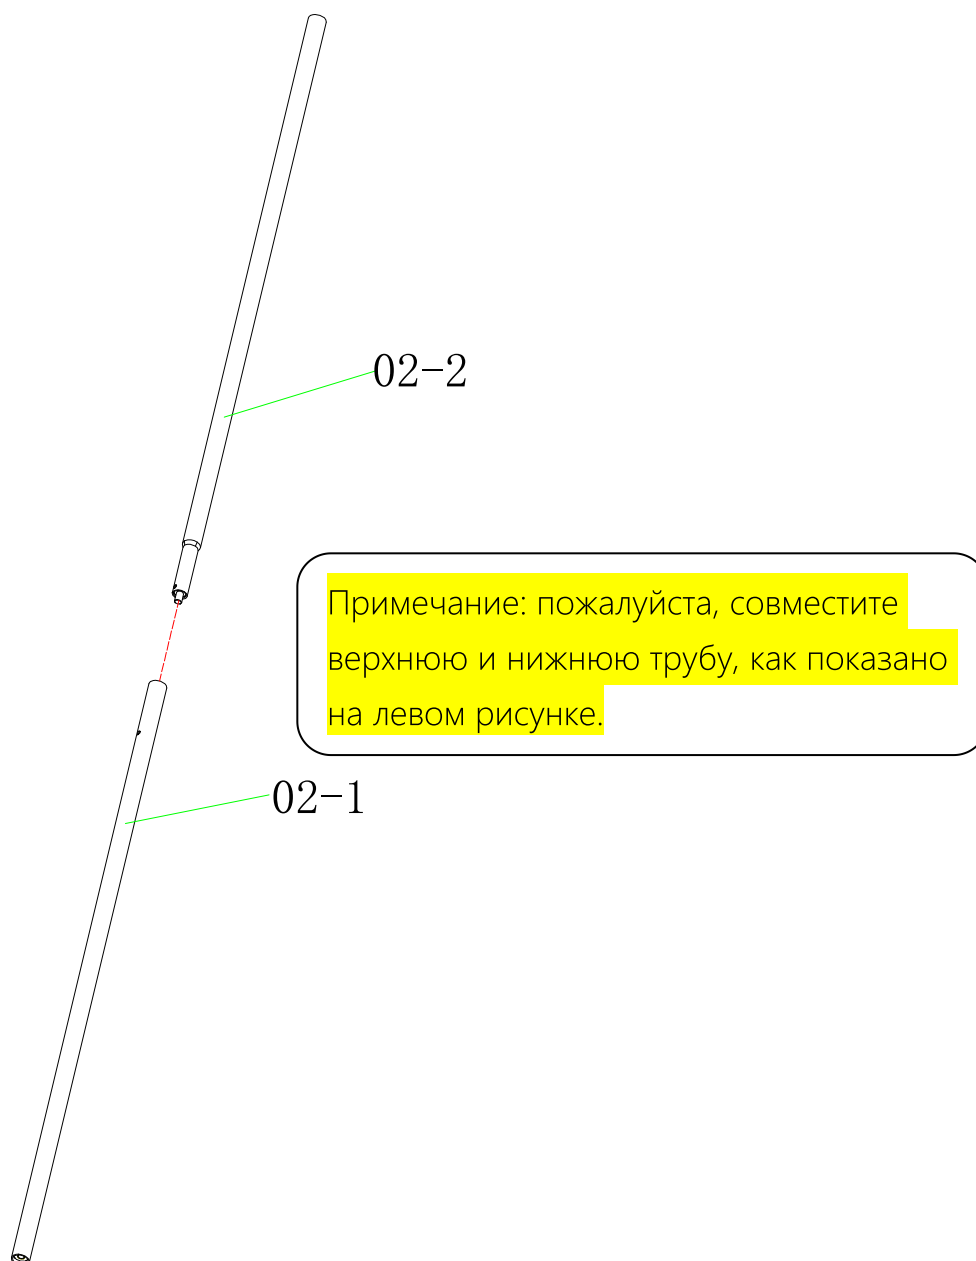 02-2
Примечание: пожалуйста, совместите
верхнюю и нижнюю трубу, как показано
на левом рисунке.
02-1